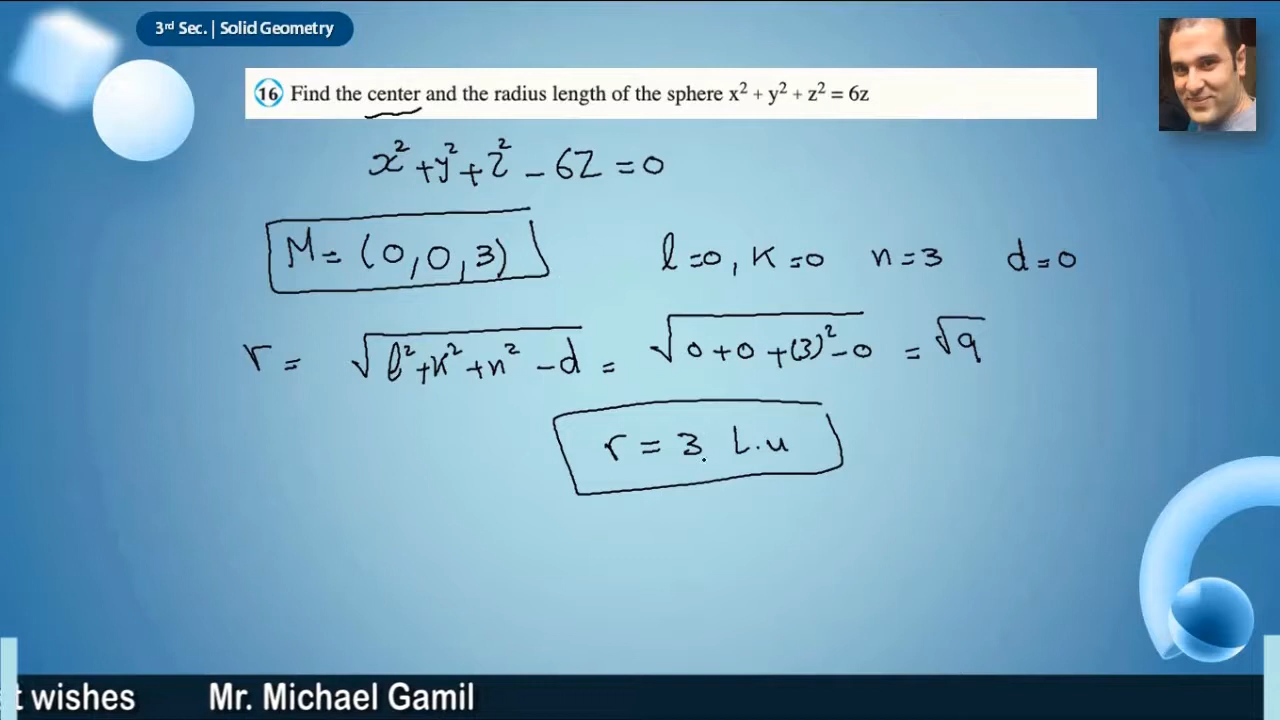 3rd Sec. | Solid Geometry
16 Find the center and the radius length of the sphere x² + y² + z² = 6z
x² + y² + z² - 6z = 0
M = (0, 0, 3)
l = 0, K = 0 n = 3 d = 0
r = √(l² + K² + n² - d) = √(0 + 0 + (3)² - 0) = √9
r = 3 L.u
t wishes Mr. Michael Gamil